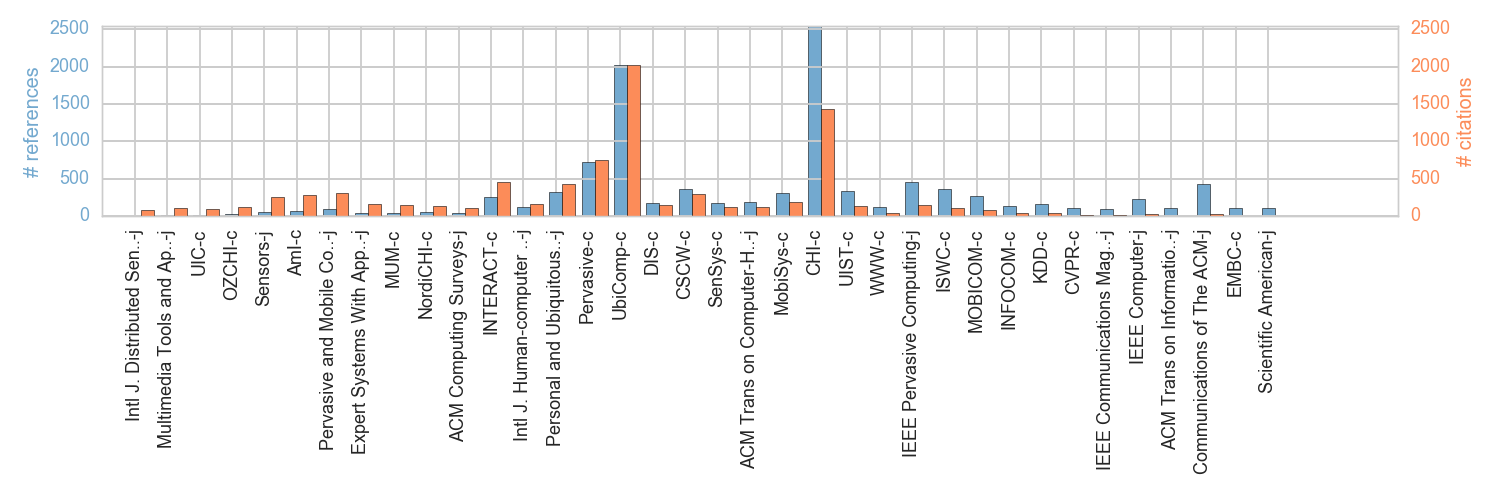 2500
2000
1500
1000
500
0
# references
2500
2000
1500
1000
500
0
# citations
Intl J. Distributed Sen..-j
Multimedia Tools and Ap..-j
UIC-c
OZCHI-c
Sensors-j
AmI-c
Pervasive and Mobile Co..-j
Expert Systems With App..-j
MUM-c
NordiCHI-c
ACM Computing Surveys-j
INTERACT-c
Intl J. Human-computer ..-j
Personal and Ubiquitous..-j
Pervasive-c
UbiComp-c
DIS-c
CSCW-c
SenSys-c
ACM Trans on Computer-H..-j
MobiSys-c
CHI-c
UIST-c
WWW-c
IEEE Pervasive Computing-j
ISWC-c
MOBICOM-c
INFOCOM-c
KDD-c
CVPR-c
IEEE Communications Mag..-j
IEEE Computer-j
ACM Trans on Informatio..-j
Communications of The ACM-j
EMBC-c
Scientific American-j